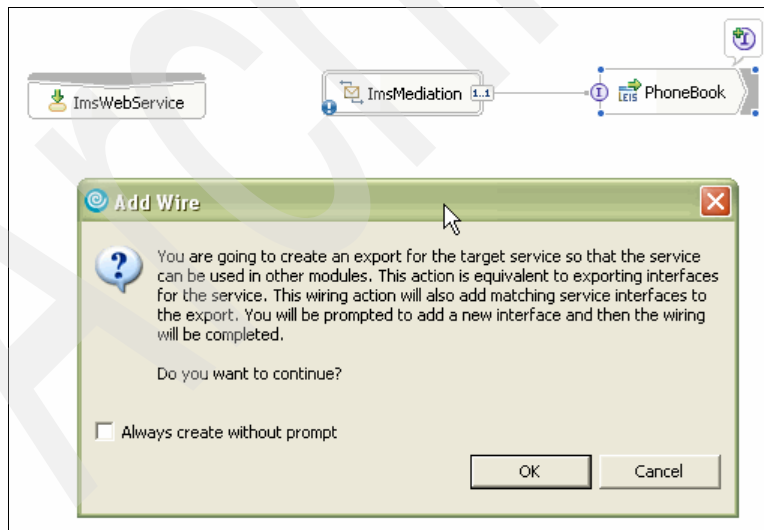 ImsWebService
ImsMediation
1..1
I
EIS
PhoneBook
I
Add Wire
You are going to create an export for the target service so that the service
can be used in other modules. This action is equivalent to exporting interfaces
for the service. This wiring action will also add matching service interfaces to
the export. You will be prompted to add a new interface and then the wiring
will be completed.
Do you want to continue?
Always create without prompt
OK
Cancel